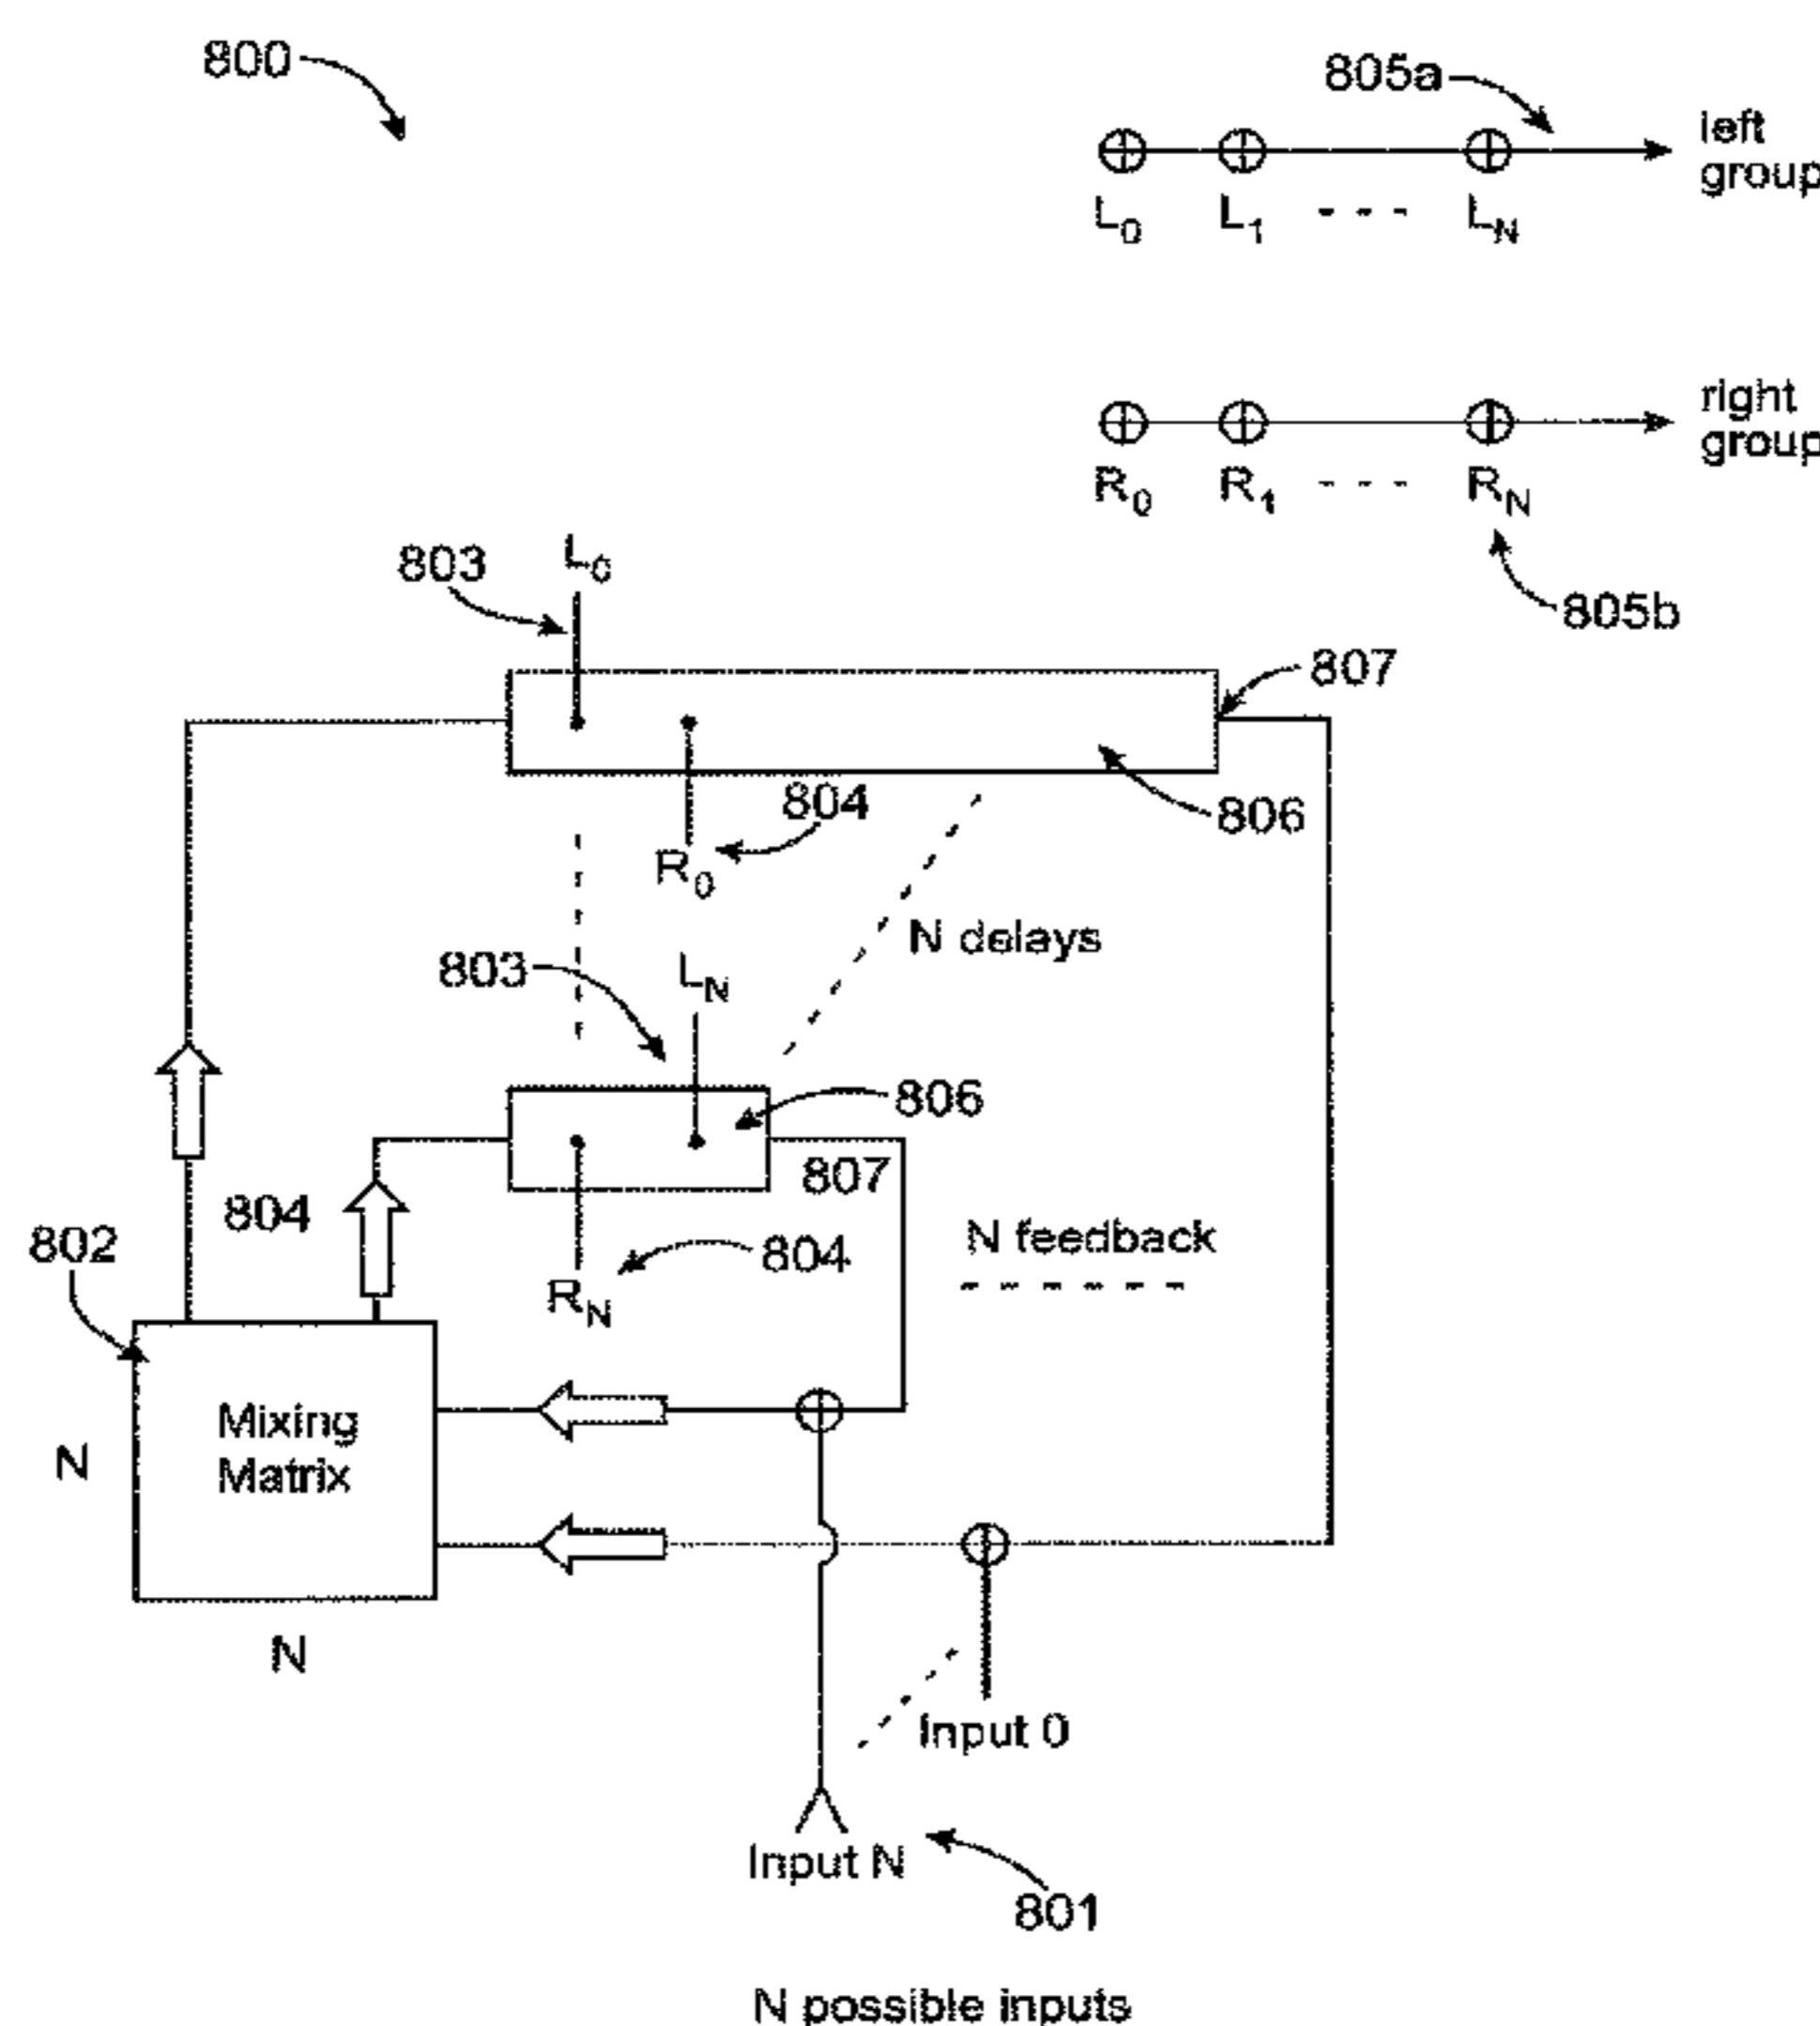 800
805a
left
group
L0 L1 - - - LN
right
group
R0 R1 - - - RN
805b
803
L0
807
804
806
R0
N delays
803
LN
806
807
804
802
804
N feedback
RN
Mixing
Matrix
N
N
Input 0
Input N
801
N possible inputs